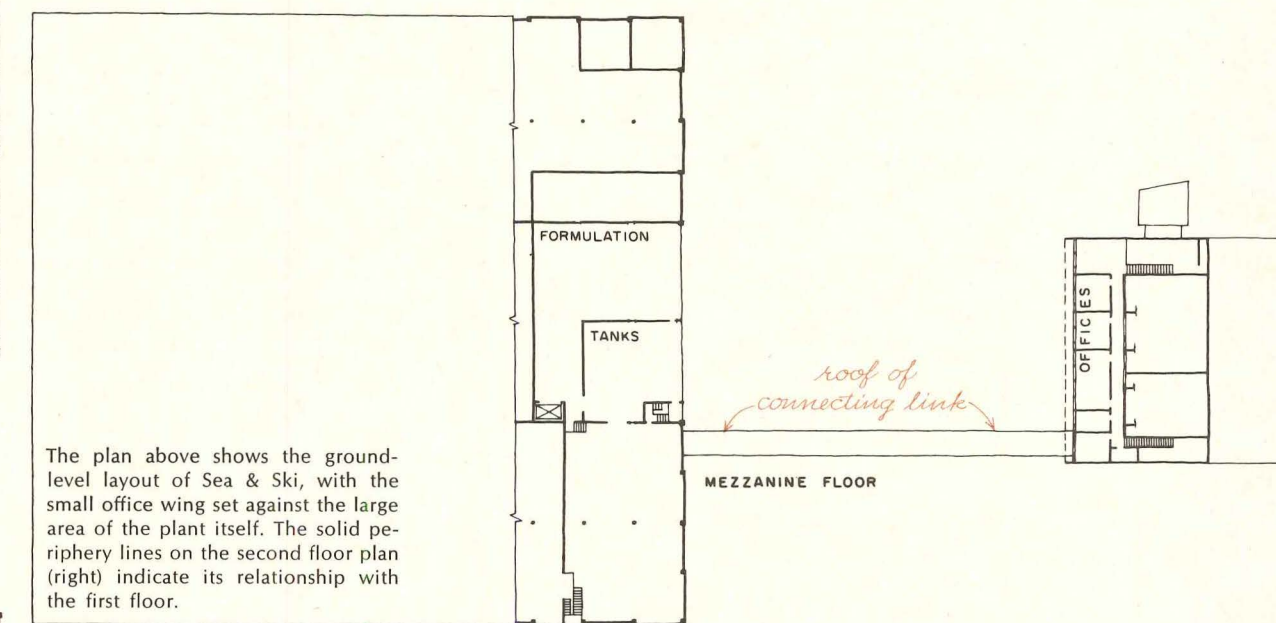 FORMULATION
TANKS
OFFICES
roof of
connecting link
MEZZANINE FLOOR
The plan above shows the ground-
level layout of Sea & Ski, with the
small office wing set against the large
area of the plant itself. The solid pe-
riphery lines on the second floor plan
(right) indicate its relationship with
the first floor.